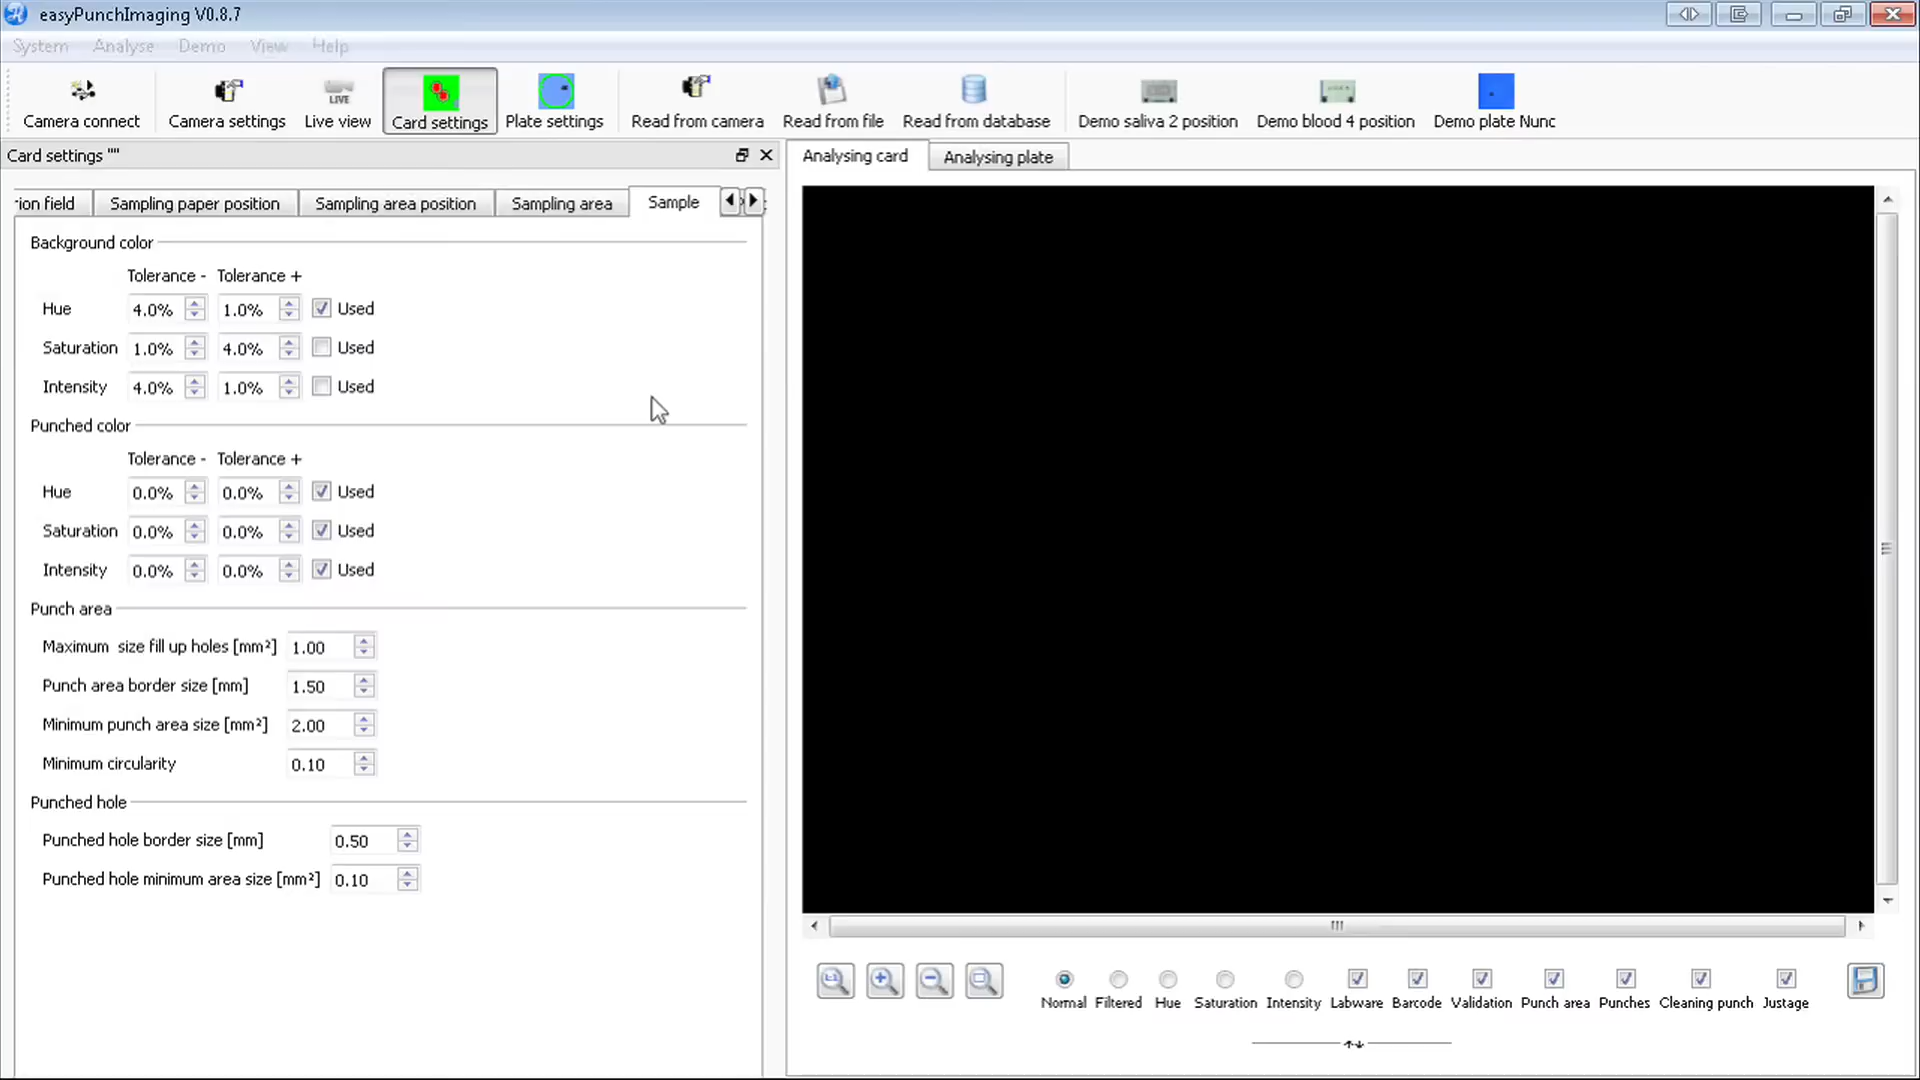 easyPunchImaging V0.8.7
System Analyse Demo View Help
Camera connect Camera settings Live view Card settings Plate settings Read from camera Read from file Read from database Demo saliva 2 position Demo blood 4 position Demo plate Nunc
LIVE
Card settings ""
Analysing card Analysing plate
rion field Sampling paper position Sampling area position Sampling area Sample
Background color
Tolerance - Tolerance +
Hue 4.0% 1.0% Used
Saturation 1.0% 4.0% Used
Intensity 4.0% 1.0% Used
Punched color
Tolerance - Tolerance +
Hue 0.0% 0.0% Used
Saturation 0.0% 0.0% Used
Intensity 0.0% 0.0% Used
Punch area
Maximum size fill up holes [mm²] 1.00
Punch area border size [mm] 1.50
Minimum punch area size [mm²] 2.00
Minimum circularity 0.10
Punched hole
Punched hole border size [mm] 0.50
Punched hole minimum area size [mm²] 0.10
1:1
Normal Filtered Hue Saturation Intensity Labware Barcode Validation Punch area Punches Cleaning punch Justage